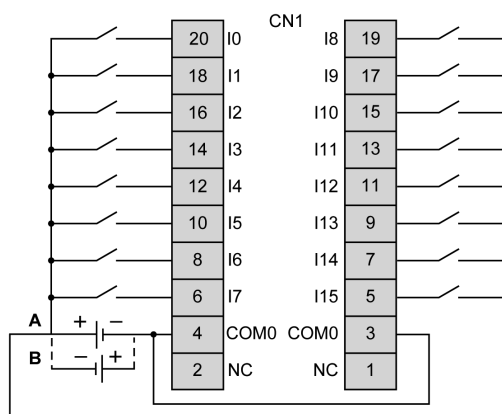 CN1
20 I0 I8 19
18 I1 I9 17
16 I2 I10 15
14 I3 I11 13
12 I4 I12 11
10 I5 I13 9
8 I6 I14 7
6 I7 I15 5
A + − 4 COM0 COM0 3
B − + 2 NC NC 1